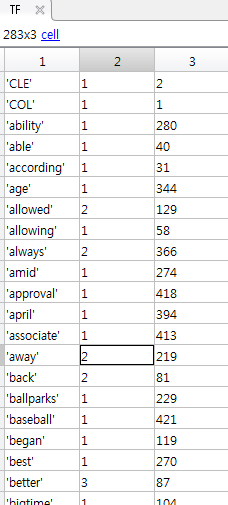 TF
283x3 cell
1 2 3
'CLE' 1 2
'COL' 1 1
'ability' 1 280
'able' 1 40
'according' 1 31
'age' 1 344
'allowed' 2 129
'allowing' 1 58
'always' 2 366
'amid' 1 274
'approval' 1 418
'april' 1 394
'associate' 1 413
'away' 2 219
'back' 2 81
'ballparks' 1 229
'baseball' 1 421
'began' 1 119
'best' 1 270
'better' 3 87
'bigtime' 1 104